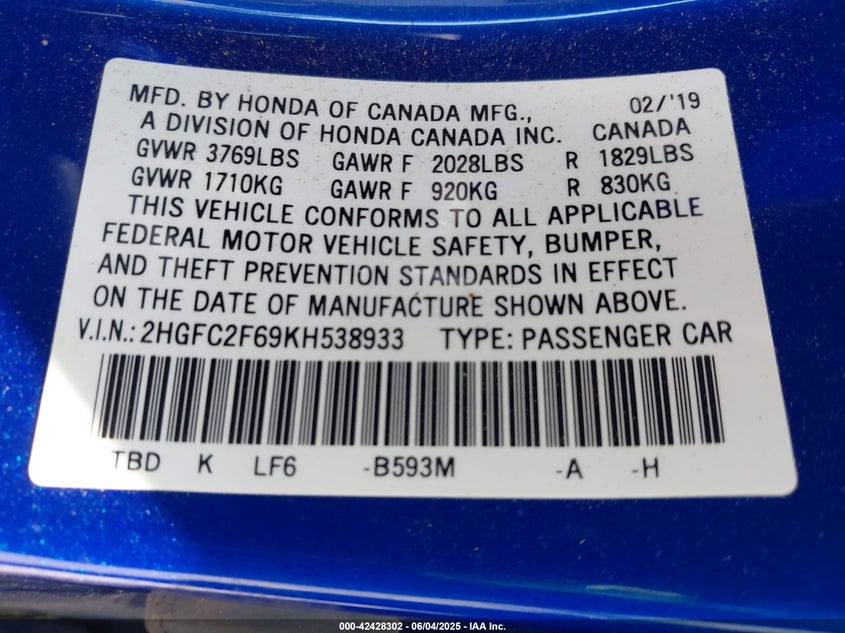 MFD. BY HONDA OF CANADA MFG., 02/'19
A DIVISION OF HONDA CANADA INC. CANADA
GVWR 3769LBS GAWR F 2028LBS R 1829LBS
GVWR 1710KG GAWR F 920KG R 830KG
THIS VEHICLE CONFORMS TO ALL APPLICABLE
FEDERAL MOTOR VEHICLE SAFETY, BUMPER,
AND THEFT PREVENTION STANDARDS IN EFFECT
ON THE DATE OF MANUFACTURE SHOWN ABOVE.
V.I.N.: 2HGFC2F69KH538933 TYPE: PASSENGER CAR
TBD K LF6 -B593M -A -H
000-42428302 - 06/04/2025 - IAA Inc.